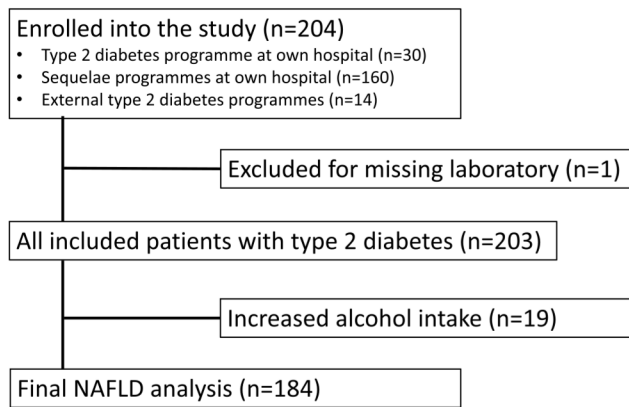 Enrolled into the study (n=204)
• Type 2 diabetes programme at own hospital (n=30)
• Sequelae programmes at own hospital (n=160)
• External type 2 diabetes programmes (n=14)
Excluded for missing laboratory (n=1)
All included patients with type 2 diabetes (n=203)
Increased alcohol intake (n=19)
Final NAFLD analysis (n=184)